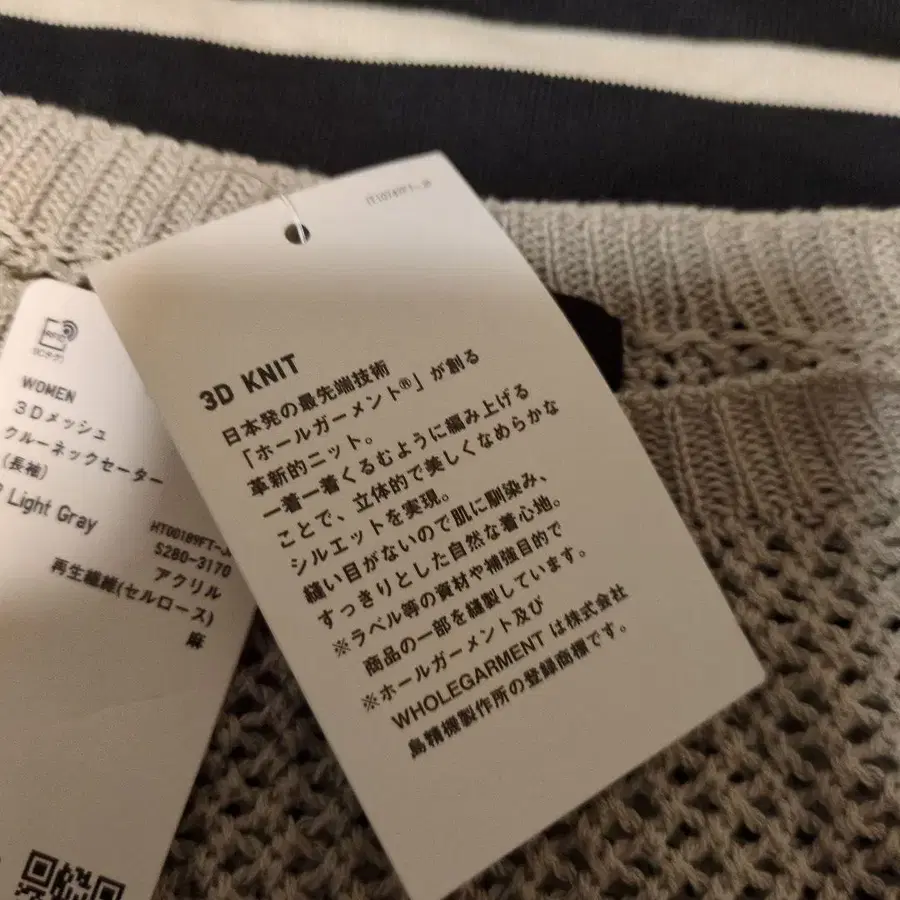 RFID
WOMEN
3Dメッシュ
クルーネックセーター
(長袖)
Light Gray
S280-3170
アクリル
再生繊維(セルロース)
麻
3D KNIT
日本発の最先端技術
「ホールガーメント®」が創る
革新的ニット。
一着一着くるむように編み上げる
ことで、立体的で美しくなめらかな
シルエットを実現。
縫い目がないので肌に馴染み、
すっきりとした自然な着心地。
※ラベル等の資材や補強目的で
商品の一部を縫製しています。
※ホールガーメント及び
WHOLEGARMENT は株式会社
島精機製作所の登録商標です。